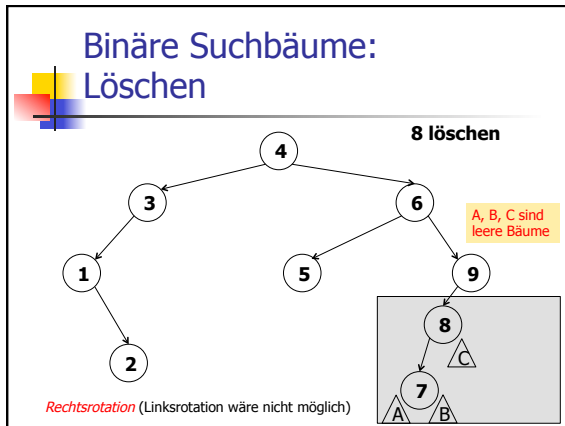 Binäre Suchbäume:
Löschen
8 löschen
4
3
6
A, B, C sind
leere Bäume
1
5
9
8
2
C
7
A
B
Rechtsrotation (Linksrotation wäre nicht möglich)